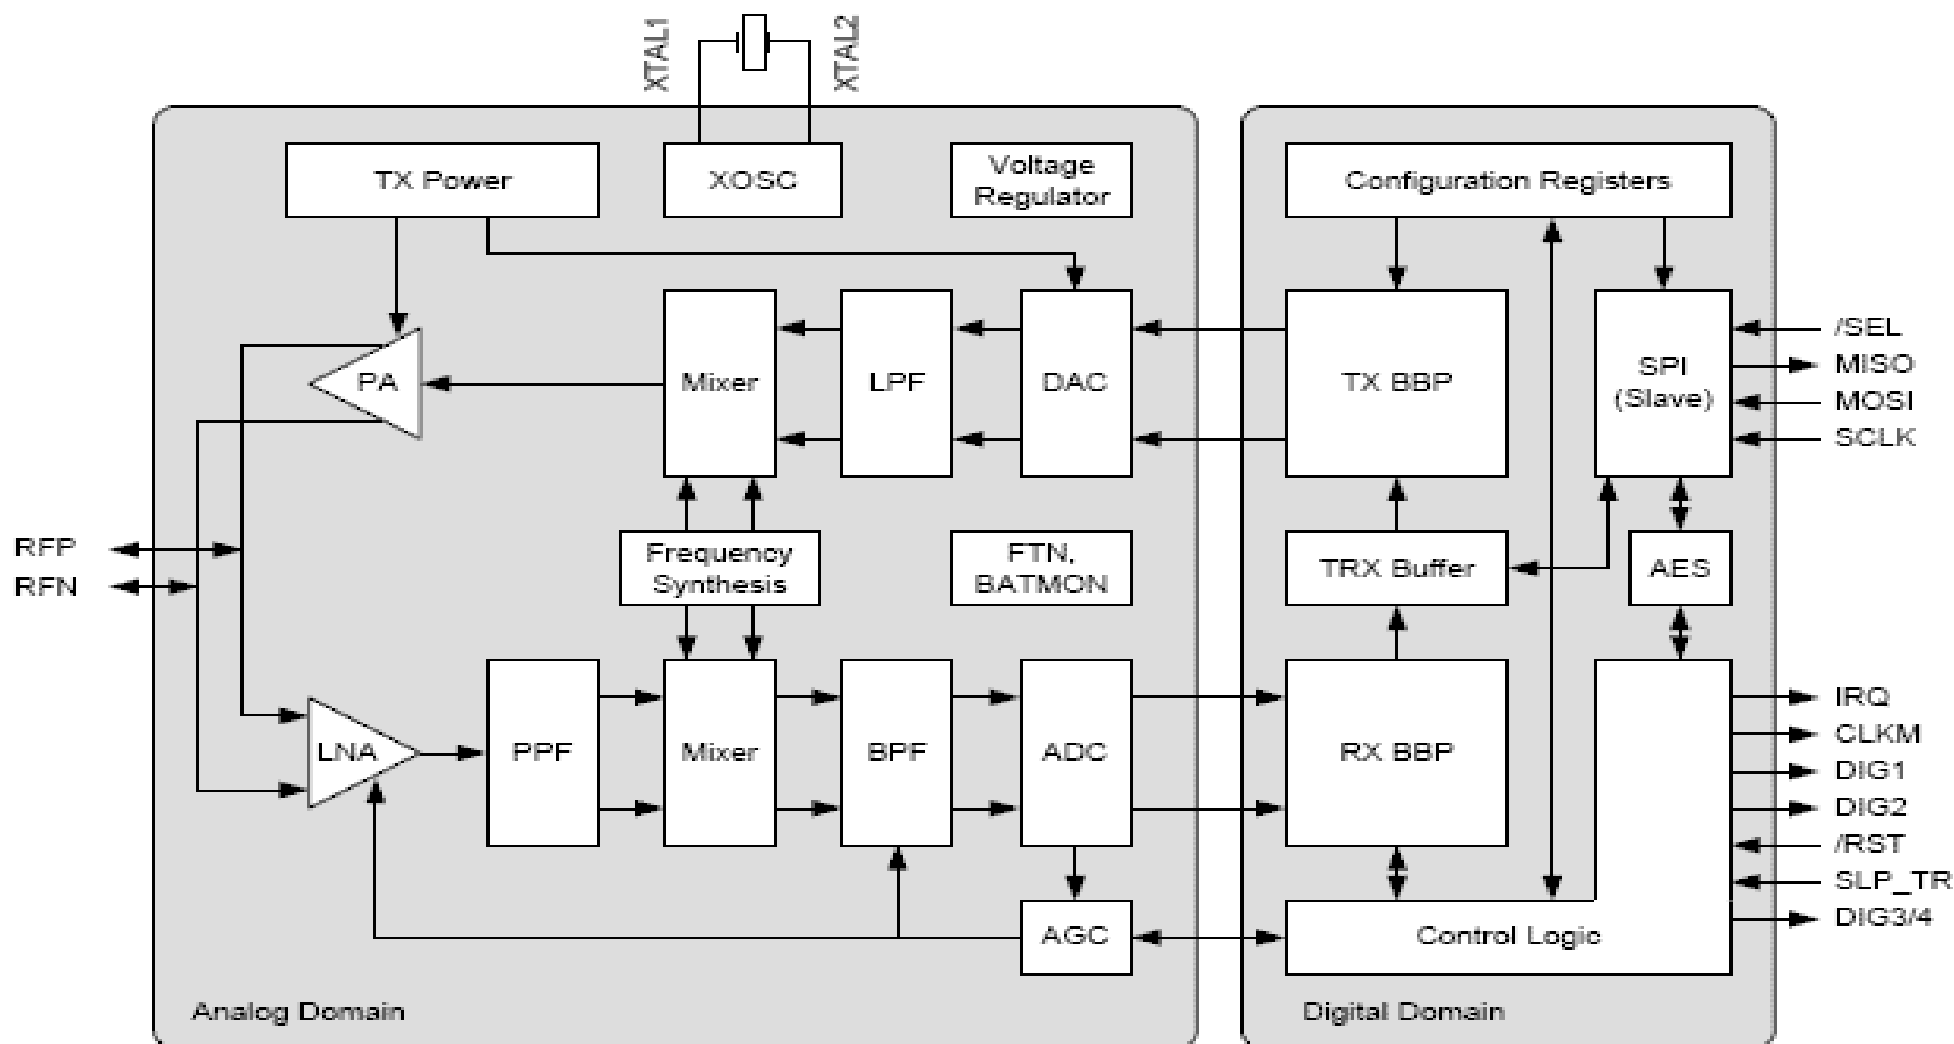 XTAL1
XTAL2
TX Power
XOSC
Voltage
Regulator
Configuration Registers
PA
Mixer
LPF
DAC
TX BBP
SPI
(Slave)
/SEL
MISO
MOSI
SCLK
RFP
RFN
Frequency
Synthesis
FTN,
BATMON
TRX Buffer
AES
LNA
PPF
Mixer
BPF
ADC
RX BBP
IRQ
CLKM
DIG1
DIG2
/RST
SLP_TR
DIG3/4
AGC
Control Logic
Analog Domain
Digital Domain